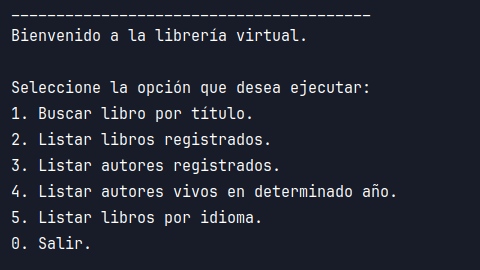 ________________________________________
Bienvenido a la librería virtual.
Seleccione la opción que desea ejecutar:
1. Buscar libro por título.
2. Listar libros registrados.
3. Listar autores registrados.
4. Listar autores vivos en determinado año.
5. Listar libros por idioma.
0. Salir.